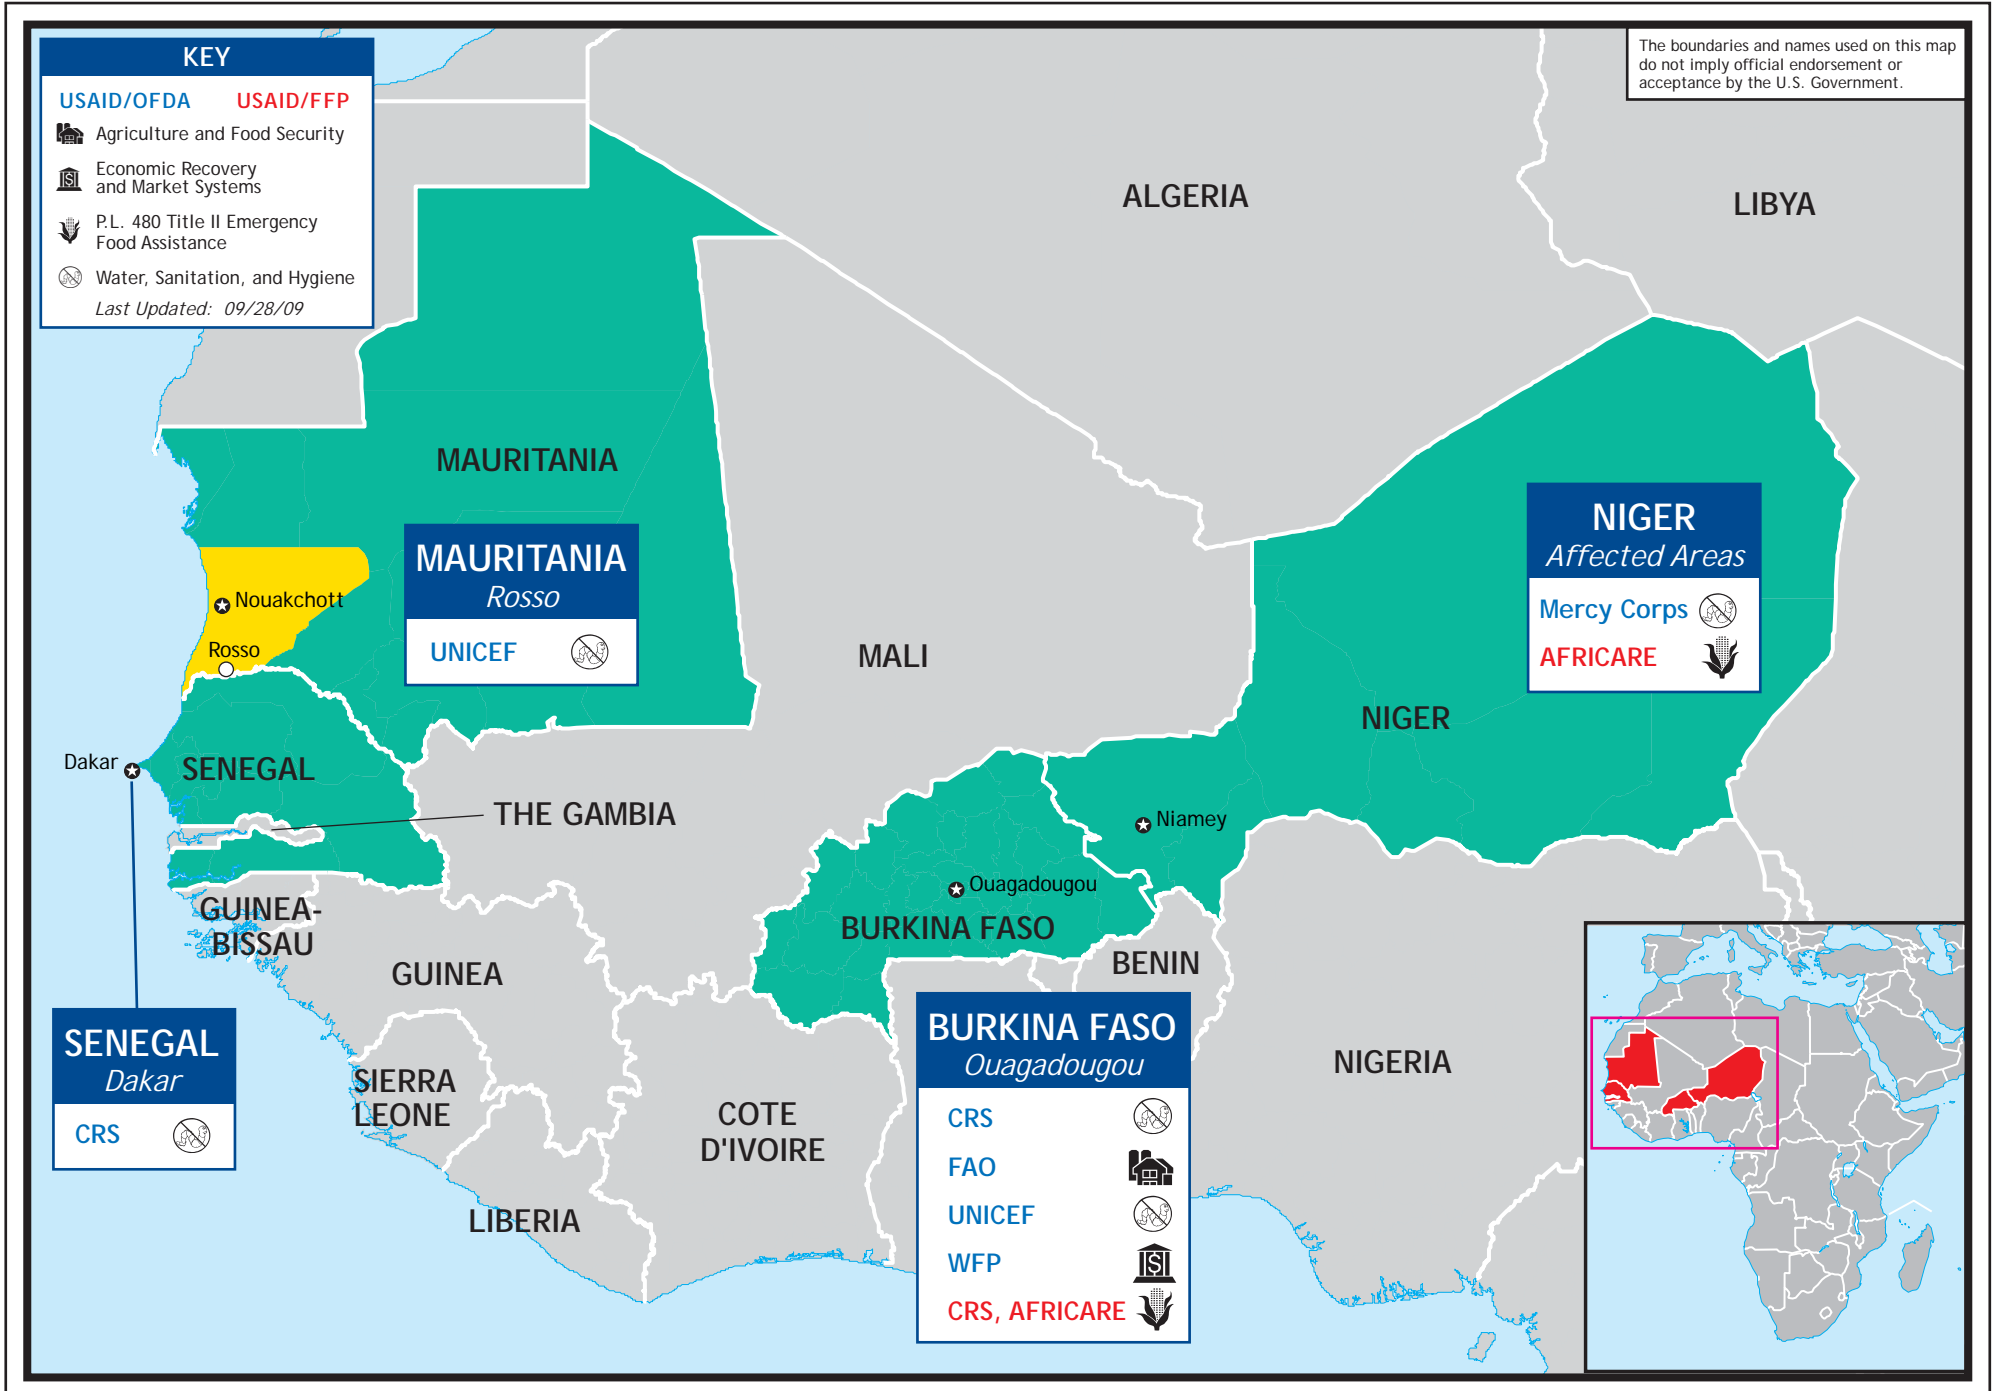 KEY
USAID/OFDA USAID/FFP
Agriculture and Food Security
Economic Recovery
and Market Systems
P.L. 480 Title II Emergency
Food Assistance
Water, Sanitation, and Hygiene
Last Updated: 09/28/09
The boundaries and names used on this map
do not imply official endorsement or
acceptance by the U.S. Government.
ALGERIA
LIBYA
MAURITANIA
MAURITANIA
Rosso
UNICEF
NIGER
Affected Areas
Mercy Corps
AFRICARE
Nouakchott
Rosso
MALI
NIGER
Dakar
SENEGAL
THE GAMBIA
Niamey
Ouagadougou
BURKINA FASO
GUINEA-
BISSAU
GUINEA
BENIN
SENEGAL
Dakar
CRS
SIERRA
LEONE
COTE
D'IVOIRE
LIBERIA
NIGERIA
BURKINA FASO
Ouagadougou
CRS
FAO
UNICEF
WFP
CRS, AFRICARE